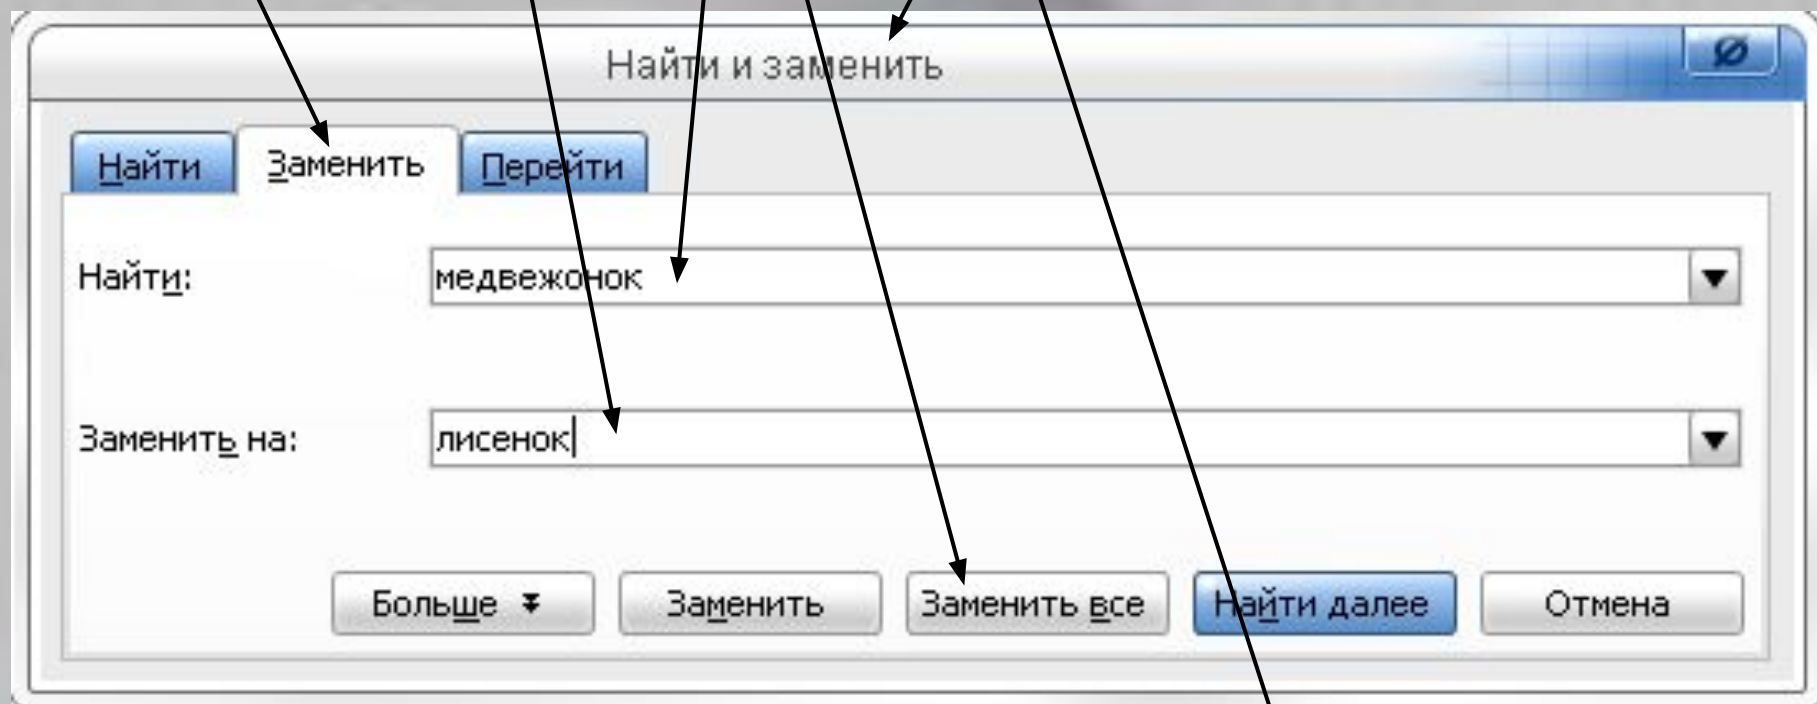 Найти и заменить
Найти Заменить Перейти
Найти: медвежонок
Заменить на: лисенок
Больше Заменить Заменить все Найти далее Отмена